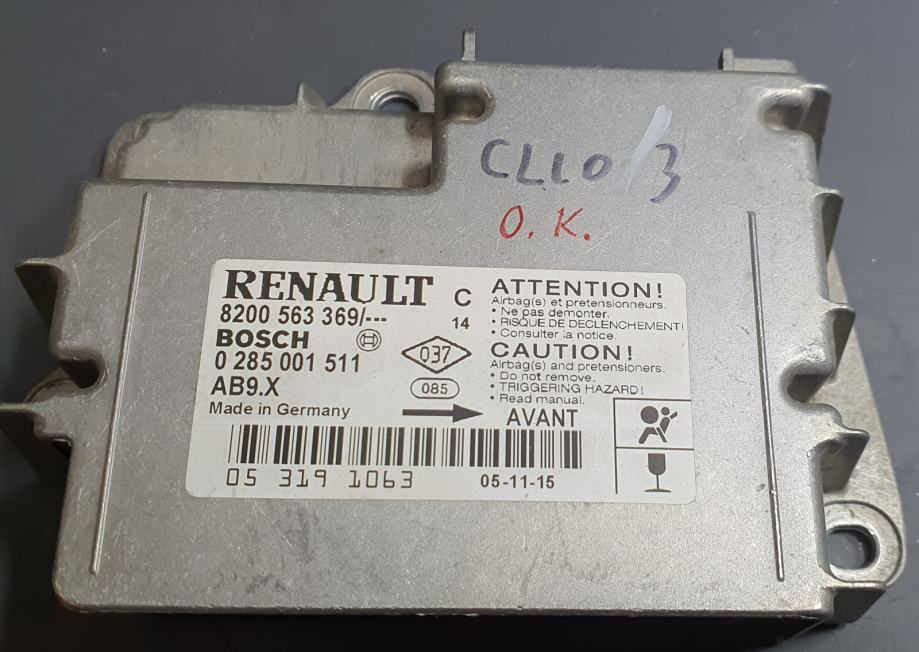 CLIO/3
O.K.
RENAULT C
8200 563 369/--- 14
BOSCH
0 285 001 511
AB9.X
Made in Germany
037
085
AVANT
ATTENTION!
Airbag(s) et pretensionneurs.
• Ne pas demonter.
• RISQUE DE DECLENCHEMENT!
• Consulter la notice
CAUTION!
Airbag(s) and pretensioners.
• Do not remove.
• TRIGGERING HAZARD!
• Read manual.
05 319 1063 05-11-15